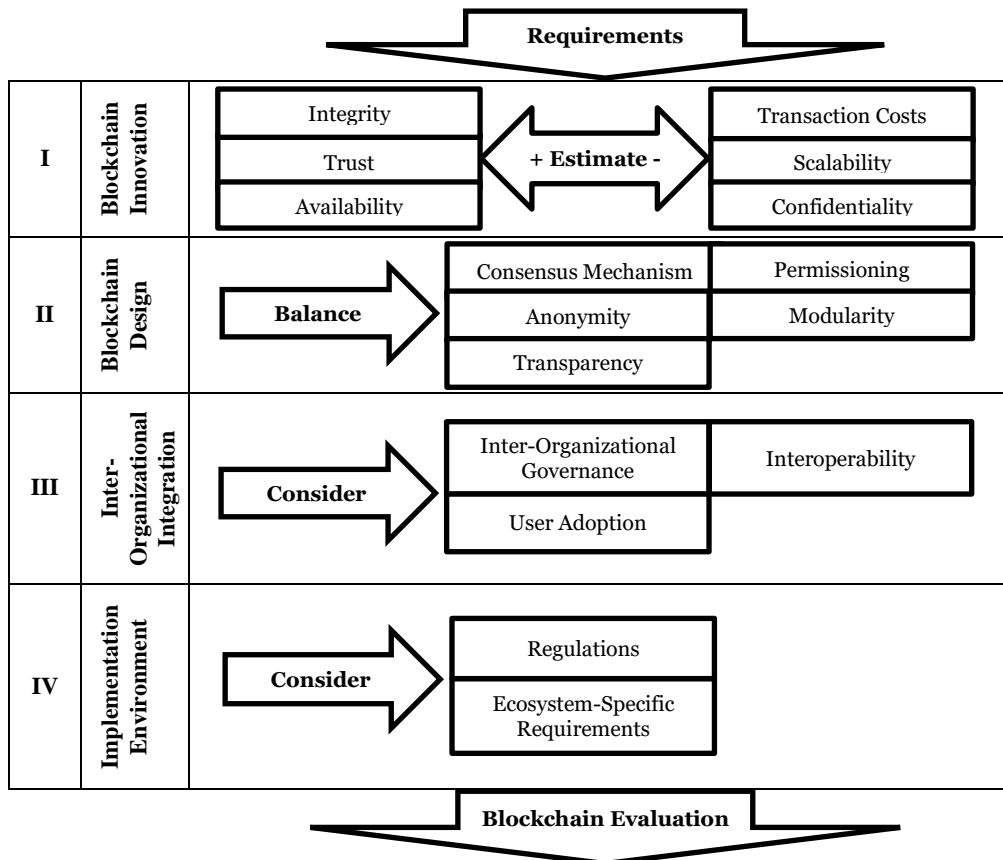 Requirements
I
Blockchain
Innovation
Integrity
Trust
Availability
+ Estimate -
Transaction Costs
Scalability
Confidentiality
II
Blockchain
Design
Balance
Consensus Mechanism
Permissioning
Anonymity
Modularity
Transparency
III
Inter-
Organizational
Integration
Consider
Inter-Organizational
Governance
Interoperability
User Adoption
IV
Implementation
Environment
Consider
Regulations
Ecosystem-Specific
Requirements
Blockchain Evaluation